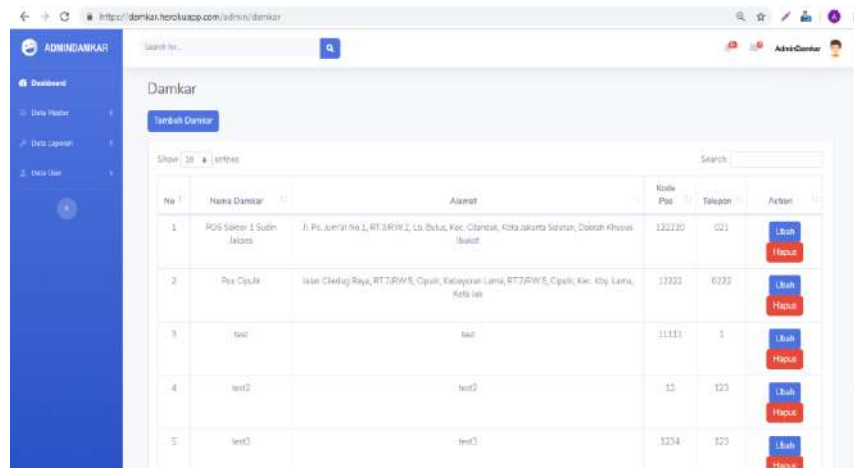 https://damkar.herokuapp.com/admin/damkar
ADMINDAMKAR
Search for...
AdminDamkar
Dashboard
Data Master
Data Laporan
Data User
Damkar
Tambah Damkar
Show 10 entries
Search:
No
Nama Damkar
Alamat
Kode
Pos
Telepon
Action
1
POS Sektor 1 Sudin
Jaksel
Jl. Ps. Jum'at No.1, RT.3/RW.2, Lb. Bulus, Kec. Cilandak, Kota Jakarta Selatan, Daerah Khusus
Ibukot
122220
021
Ubah
Hapus
2
Pos Cipulir
Jalan Ciledug Raya, RT.7/RW.5, Cipulir, Kebayoran Lama, RT.7/RW.5, Cipulir, Kec. Kby. Lama,
Kota Jak
12222
0222
Ubah
Hapus
3
test
test
11111
1
Ubah
Hapus
4
test2
test2
12
123
Ubah
Hapus
5
test3
test3
1234
123
Ubah
Hapus